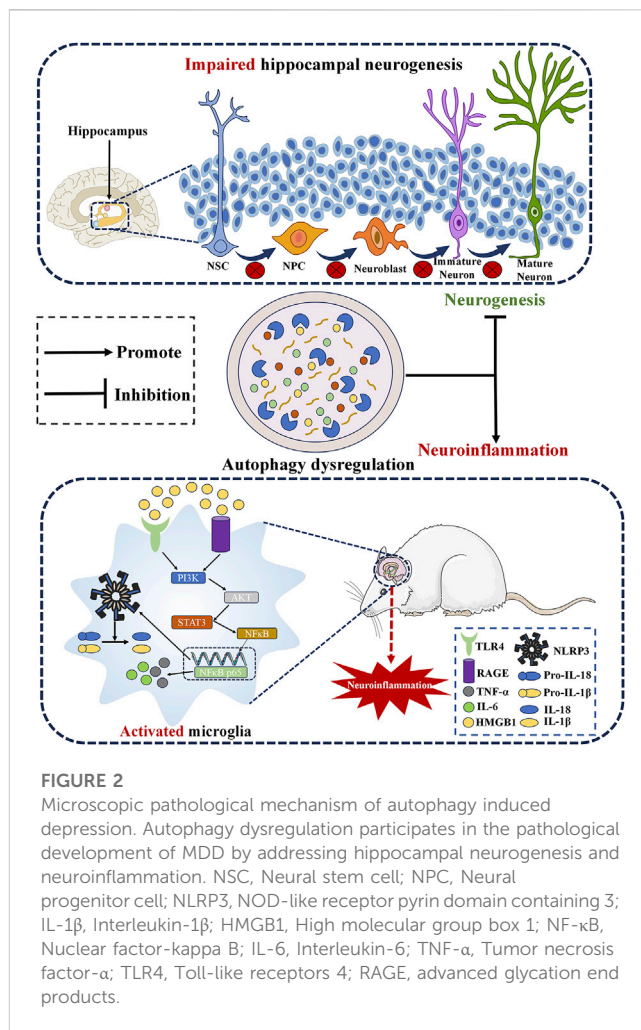 Impaired hippocampal neurogenesis
Hippocampus
NSC
NPC
Neuroblast
Immature
Neuron
Mature
Neuron
Neurogenesis
Promote
Inhibition
Autophagy dysregulation
Neuroinflammation
PI3K
AKT
STAT3
NFκB
NFκB p65
Activated microglia
Neuroinflammation
TLR4
RAGE
TNF-α
IL-6
HMGB1
NLRP3
Pro-IL-18
Pro-IL-1β
IL-18
IL-1β
FIGURE 2
Microscopic pathological mechanism of autophagy induced
depression. Autophagy dysregulation participates in the pathological
development of MDD by addressing hippocampal neurogenesis and
neuroinflammation. NSC, Neural stem cell; NPC, Neural
progenitor cell; NLRP3, NOD-like receptor pyrin domain containing 3;
IL-1β, Interleukin-1β; HMGB1, High molecular group box 1; NF-κB,
Nuclear factor-kappa B; IL-6, Interleukin-6; TNF-α, Tumor necrosis
factor-α; TLR4, Toll-like receptors 4; RAGE, advanced glycation end
products.